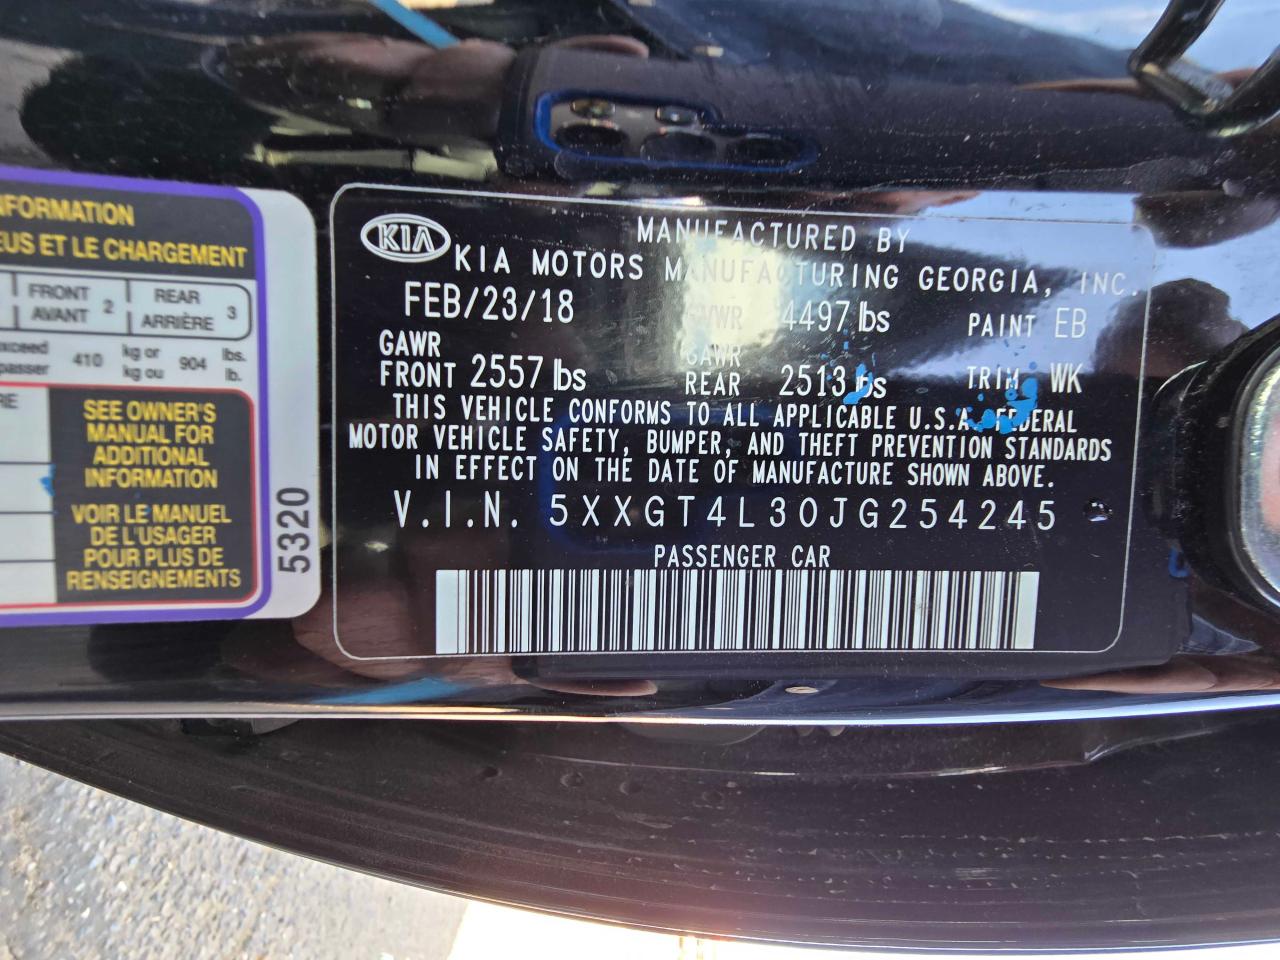 NFORMATION
EUS ET LE CHARGEMENT
FRONT
AVANT 2
REAR
ARRIÈRE 3
exceed
passer 410 kg or
kg ou 904 lbs.
lb.
RE
SEE OWNER'S
MANUAL FOR
ADDITIONAL
INFORMATION
VOIR LE MANUEL
DE L'USAGER
POUR PLUS DE
RENSEIGNEMENTS
5320
KIA
MANUFACTURED BY
KIA MOTORS MANUFACTURING GEORGIA, INC.
FEB/23/18 GVWR 4497 lbs PAINT EB
GAWR
FRONT 2557 lbs
GAWR
REAR 2513 lbs TRIM WK
THIS VEHICLE CONFORMS TO ALL APPLICABLE U.S.A. FEDERAL
MOTOR VEHICLE SAFETY, BUMPER, AND THEFT PREVENTION STANDARDS
IN EFFECT ON THE DATE OF MANUFACTURE SHOWN ABOVE.
V.I.N. 5XXGT4L30JG254245
PASSENGER CAR